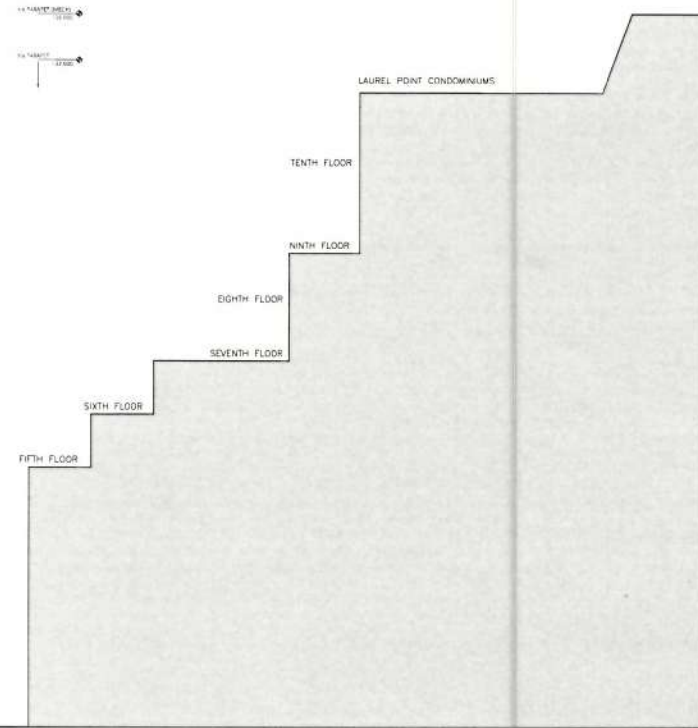 LAUREL POINT CONDOMINIUMS
TENTH FLOOR
NINTH FLOOR
EIGHTH FLOOR
SEVENTH FLOOR
SIXTH FLOOR
FIFTH FLOOR